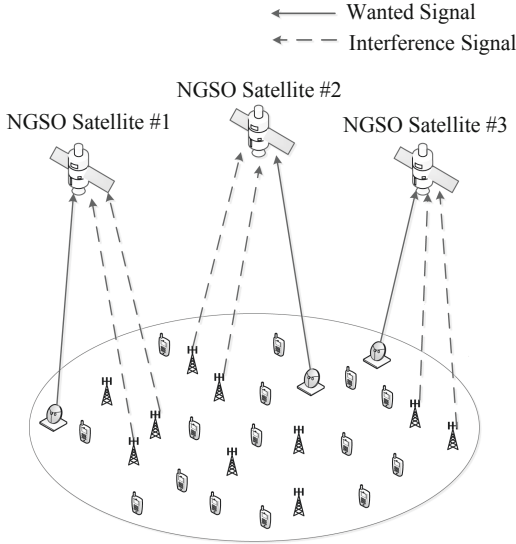 Wanted Signal
Interference Signal
NGSO Satellite #2
NGSO Satellite #1
NGSO Satellite #3